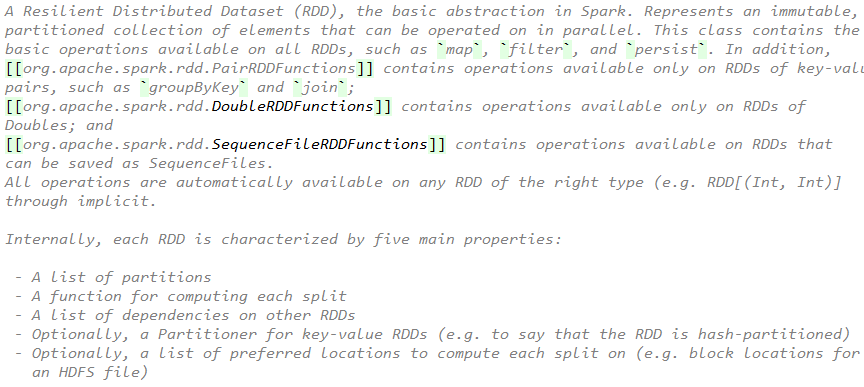 A Resilient Distributed Dataset (RDD), the basic abstraction in Spark. Represents an immutable,
partitioned collection of elements that can be operated on in parallel. This class contains the
basic operations available on all RDDs, such as `map`, `filter`, and `persist`. In addition,
[[org.apache.spark.rdd.PairRDDFunctions]] contains operations available only on RDDs of key-valu
pairs, such as `groupByKey` and `join`;
[[org.apache.spark.rdd.DoubleRDDFunctions]] contains operations available only on RDDs of
Doubles; and
[[org.apache.spark.rdd.SequenceFileRDDFunctions]] contains operations available on RDDs that
can be saved as SequenceFiles.
All operations are automatically available on any RDD of the right type (e.g. RDD[(Int, Int)]
through implicit.
Internally, each RDD is characterized by five main properties:
- A list of partitions
- A function for computing each split
- A list of dependencies on other RDDs
- Optionally, a Partitioner for key-value RDDs (e.g. to say that the RDD is hash-partitioned)
- Optionally, a list of preferred locations to compute each split on (e.g. block locations for
an HDFS file)